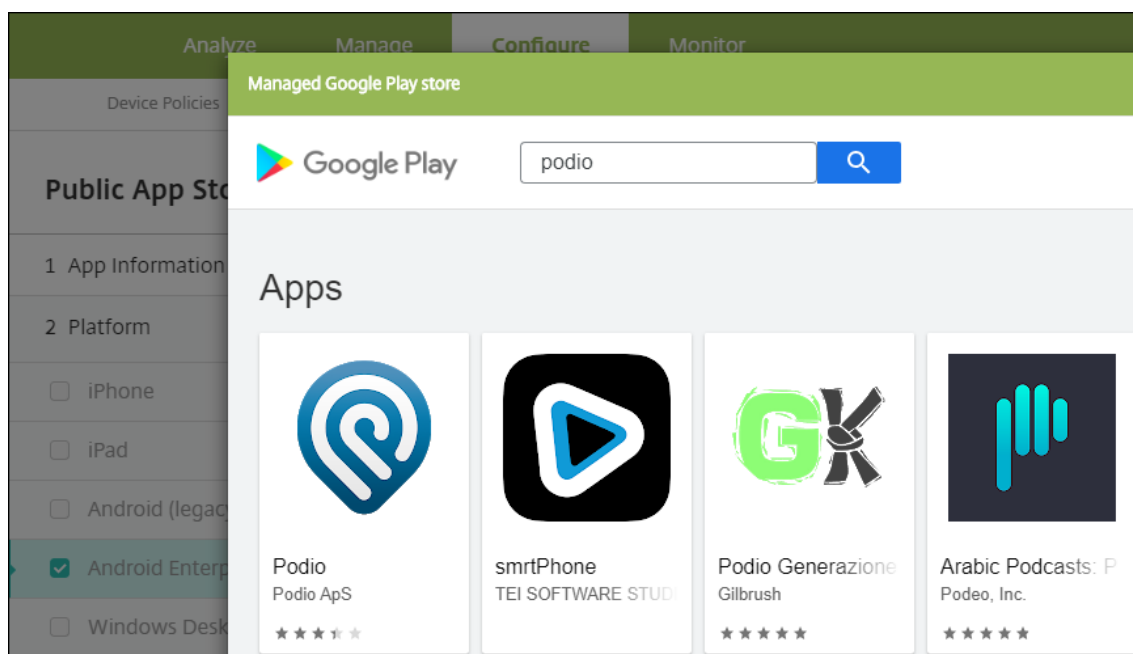 Analyze Manage Configure Monitor
Managed Google Play store
Device Policies
Google Play
podio
Public App Sto
1 App Information
2 Platform
iPhone
iPad
Android (legacy
Android Enterp
Windows Desk
Apps
Podio
Podio ApS
smrtPhone
TEI SOFTWARE STUD
Podio Generazione
Gilbrush
Arabic Podcasts: P
Podeo, Inc.